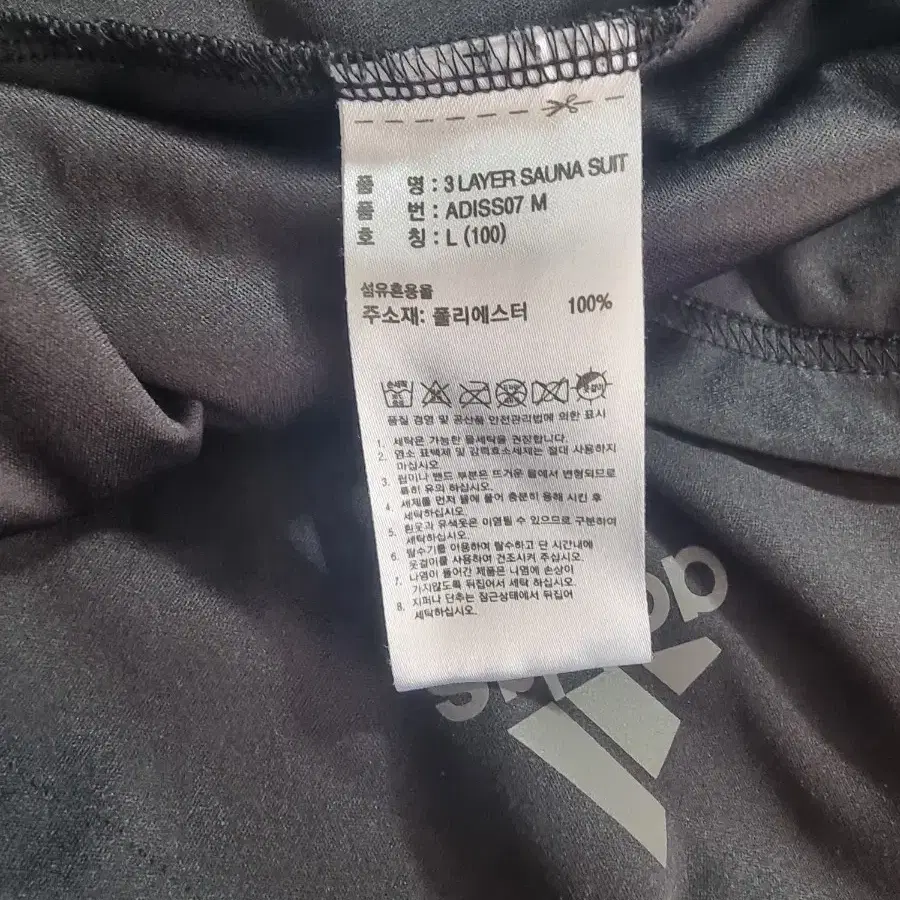 품 명 : 3 LAYER SAUNA SUIT
품 번 : ADISS07 M
호 칭 : L (100)
섬유혼용율
주소재: 폴리에스터 100%
품질 경영 및 공산품 안전관리법에 의한 표시
1. 세탁은 가능한 물세탁을 권장합니다.
2. 염소 표백제 및 강력효소세제는 절대 사용하지
마십시오
3. 립이나 밴드 부분은 뜨거운 물에서 변형되므로
특히 유의 하십시오.
4. 세제를 먼저 물에 풀어 충분히 용해 시킨 후
세탁하십시오.
5. 흰옷과 유색옷은 이염될 수 있으므로 구분하여
세탁하십시오.
6. 탈수기를 이용하여 탈수하고 단 시간내에
옷걸이를 사용하여 건조시켜 주십시오.
7. 나염이 들어간 제품은 나염에 손상이
가지않도록 뒤집어서 세탁 하십시오.
8. 지퍼나 단추는 잠근상태에서 뒤집어
세탁하십시오.